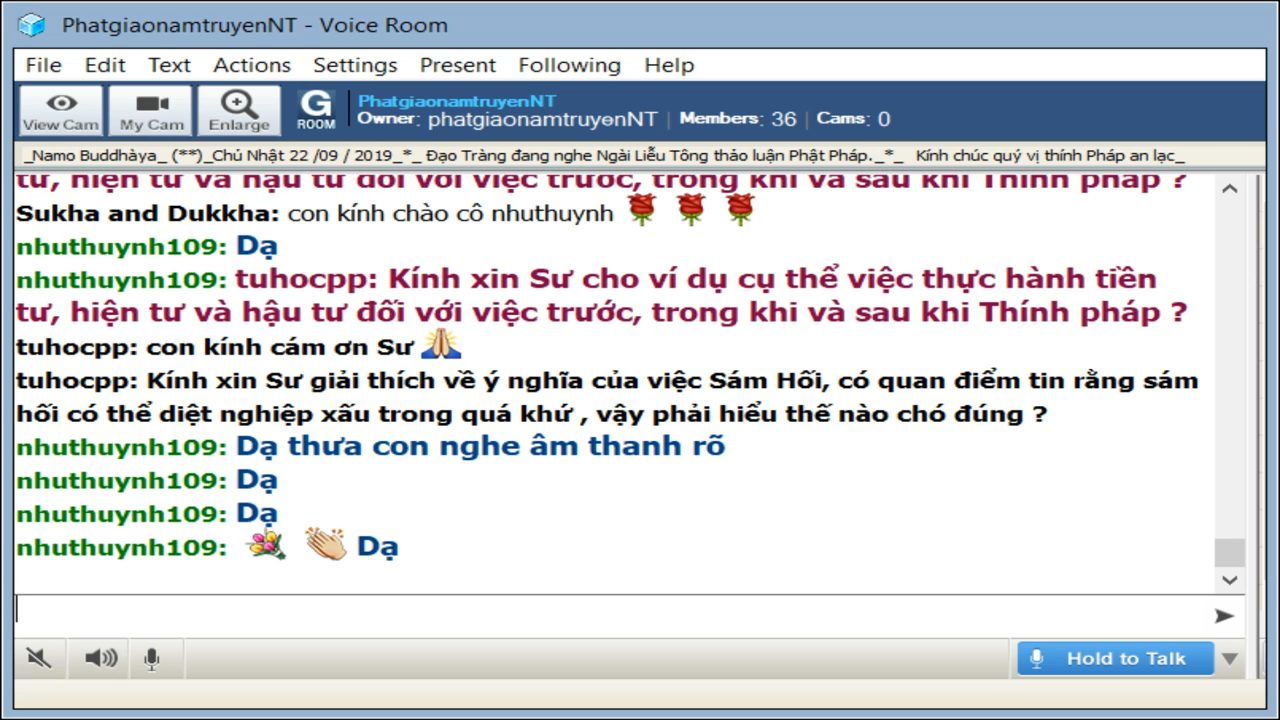 PhatgiaonamtruyenNT - Voice Room
File Edit Text Actions Settings Present Following Help
View Cam My Cam Enlarge G ROOM PhatgiaonamtruyenNT
Owner: phatgiaonamtruyenNT | Members: 36 | Cams: 0
_Namo Buddhàya_ (**)_Chủ Nhật 22 /09 / 2019_*_ Đạo Tràng đang nghe Ngài Liễu Tông thảo luận Phật Pháp._*_ Kính chúc quý vị thính Pháp an lạc_
tư, hiện tư và hậu tư đối với việc trước, trong khi và sau khi Thính pháp ?
Sukha and Dukkha: con kính chào cô nhuthuynh
nhuthuynh109: Dạ
nhuthuynh109: tuhocpp: Kính xin Sư cho ví dụ cụ thể việc thực hành tiền
tư, hiện tư và hậu tư đối với việc trước, trong khi và sau khi Thính pháp ?
tuhocpp: con kính cám ơn Sư
tuhocpp: Kính xin Sư giải thích về ý nghĩa của việc Sám Hối, có quan điểm tin rằng sám
hối có thể diệt nghiệp xấu trong quá khứ , vậy phải hiểu thế nào chó đúng ?
nhuthuynh109: Dạ thưa con nghe âm thanh rõ
nhuthuynh109: Dạ
nhuthuynh109: Dạ
nhuthuynh109: Dạ
Hold to Talk